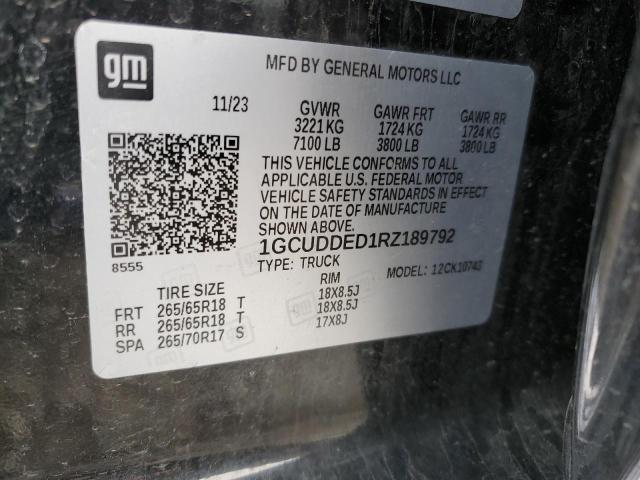 gm
MFD BY GENERAL MOTORS LLC
11/23 GVWR GAWR FRT GAWR RR
3221 KG 1724 KG 1724 KG
7100 LB 3800 LB 3800 LB
THIS VEHICLE CONFORMS TO ALL
APPLICABLE U.S. FEDERAL MOTOR
VEHICLE SAFETY STANDARDS IN EFFECT
ON THE DATE OF MANUFACTURE
SHOWN ABOVE.
1GCUDDED1RZ189792
8555
TYPE: TRUCK MODEL: 12CK10743
TIRE SIZE RIM
FRT 265/65R18 T 18X8.5J
RR 265/65R18 T 18X8.5J
SPA 265/70R17 S 17X8J